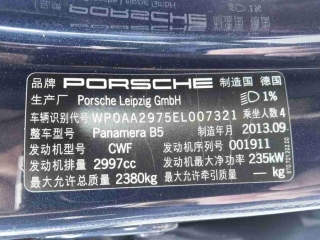 品牌 PORSCHE 制造国 德国
生产厂 Porsche Leipzig GmbH 1%
车辆识别代号 WP0AA2975EL007321 乘坐人数 4
整车型号 Panamera B5 制造年月 2013.09
发动机型号 CWF 发动机序号 001911
发动机排量 2997cc 发动机最大净功率 235kW
最大允许总质量 2380kg 最大允许牵引质量 — kg